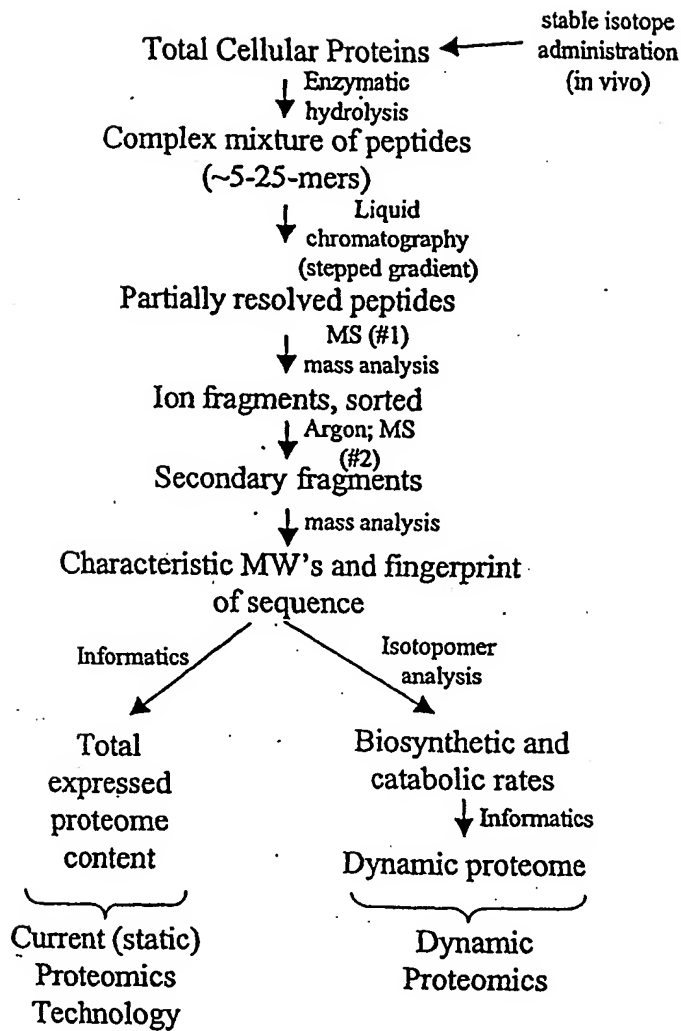 stable isotope
administration
(in vivo)
Total Cellular Proteins
Enzymatic
hydrolysis
Complex mixture of peptides
(~5-25-mers)
Liquid
chromatography
(stepped gradient)
Partially resolved peptides
MS (#1)
mass analysis
Ion fragments, sorted
Argon; MS
(#2)
Secondary fragments
mass analysis
Characteristic MW's and fingerprint
of sequence
Informatics
Isotopomer
analysis
Total
expressed
proteome
content
Biosynthetic and
catabolic rates
Informatics
Dynamic proteome
Current (static)
Proteomics
Technology
Dynamic
Proteomics